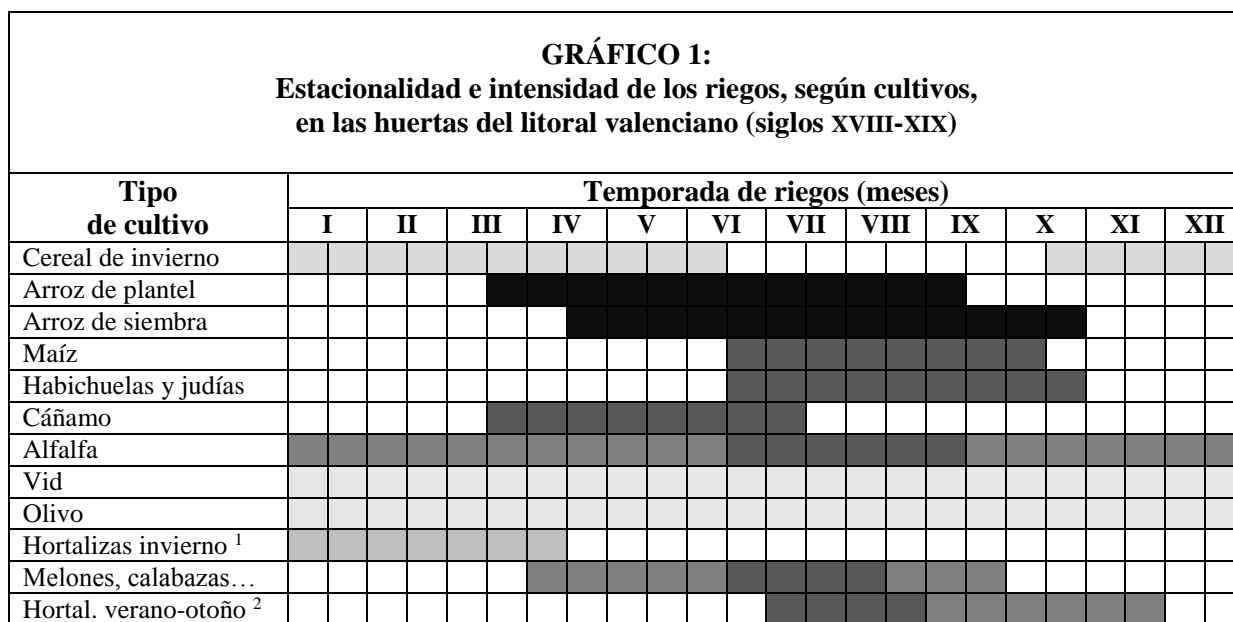 GRÁFICO 1:
Estacionalidad e intensidad de los riegos, según cultivos,
en las huertas del litoral valenciano (siglos XVIII-XIX)
Tipo
de cultivo
Temporada de riegos (meses)
I II III IV V VI VII VIII IX X XI XII
Cereal de invierno
Arroz de plantel
Arroz de siembra
Maíz
Habichuelas y judías
Cáñamo
Alfalfa
Vid
Olivo
Hortalizas invierno 1
Melones, calabazas…
Hortal. verano-otoño 2